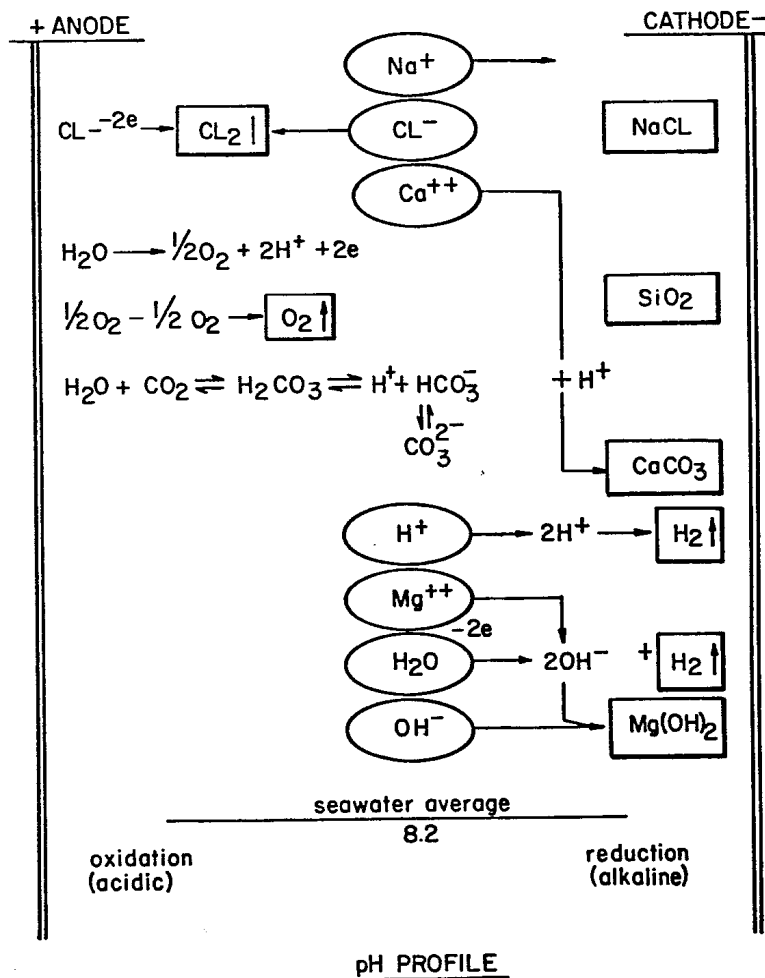 + ANODE
CATHODE-
Na+
CL- -2e → CL2 ↑ ← CL-
NaCL
Ca++
H2O → 1/2O2 + 2H+ + 2e
SiO2
1/2O2 - 1/2 O2 → O2 ↑
H2O + CO2 ⇌ H2CO3 ⇌ H+ + HCO3-
+ H+
⇅
CO3 2-
CaCO3
H+ → 2H+ → H2 ↑
Mg++
-2e
H2O → 2OH- + H2 ↑
OH-
Mg(OH)2
seawater average
8.2
oxidation
(acidic)
reduction
(alkaline)
pH PROFILE